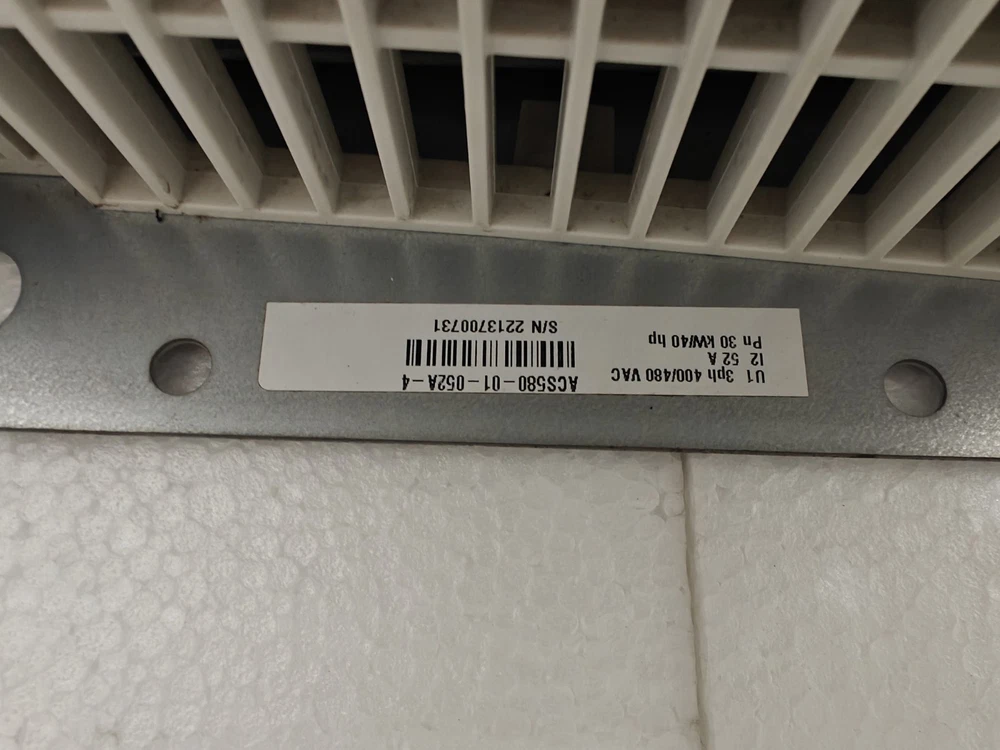 U1 3ph 400/480 VAC
I2 52 A
Pn 30 kW/40 hp
ACS580-01-052A-4
S/N 2213700731